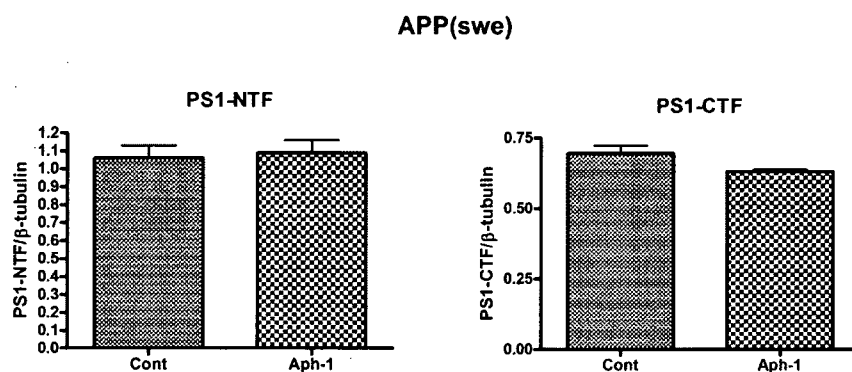 APP(swe)
PS1-NTF
PS1-NTF/β-tubulin
1.2
1.1
1.0
0.9
0.8
0.7
0.6
0.5
0.4
0.3
0.2
0.1
0.0
Cont
Aph-1
PS1-CTF
PS1-CTF/β-tubulin
0.75
0.50
0.25
0.00
Cont
Aph-1